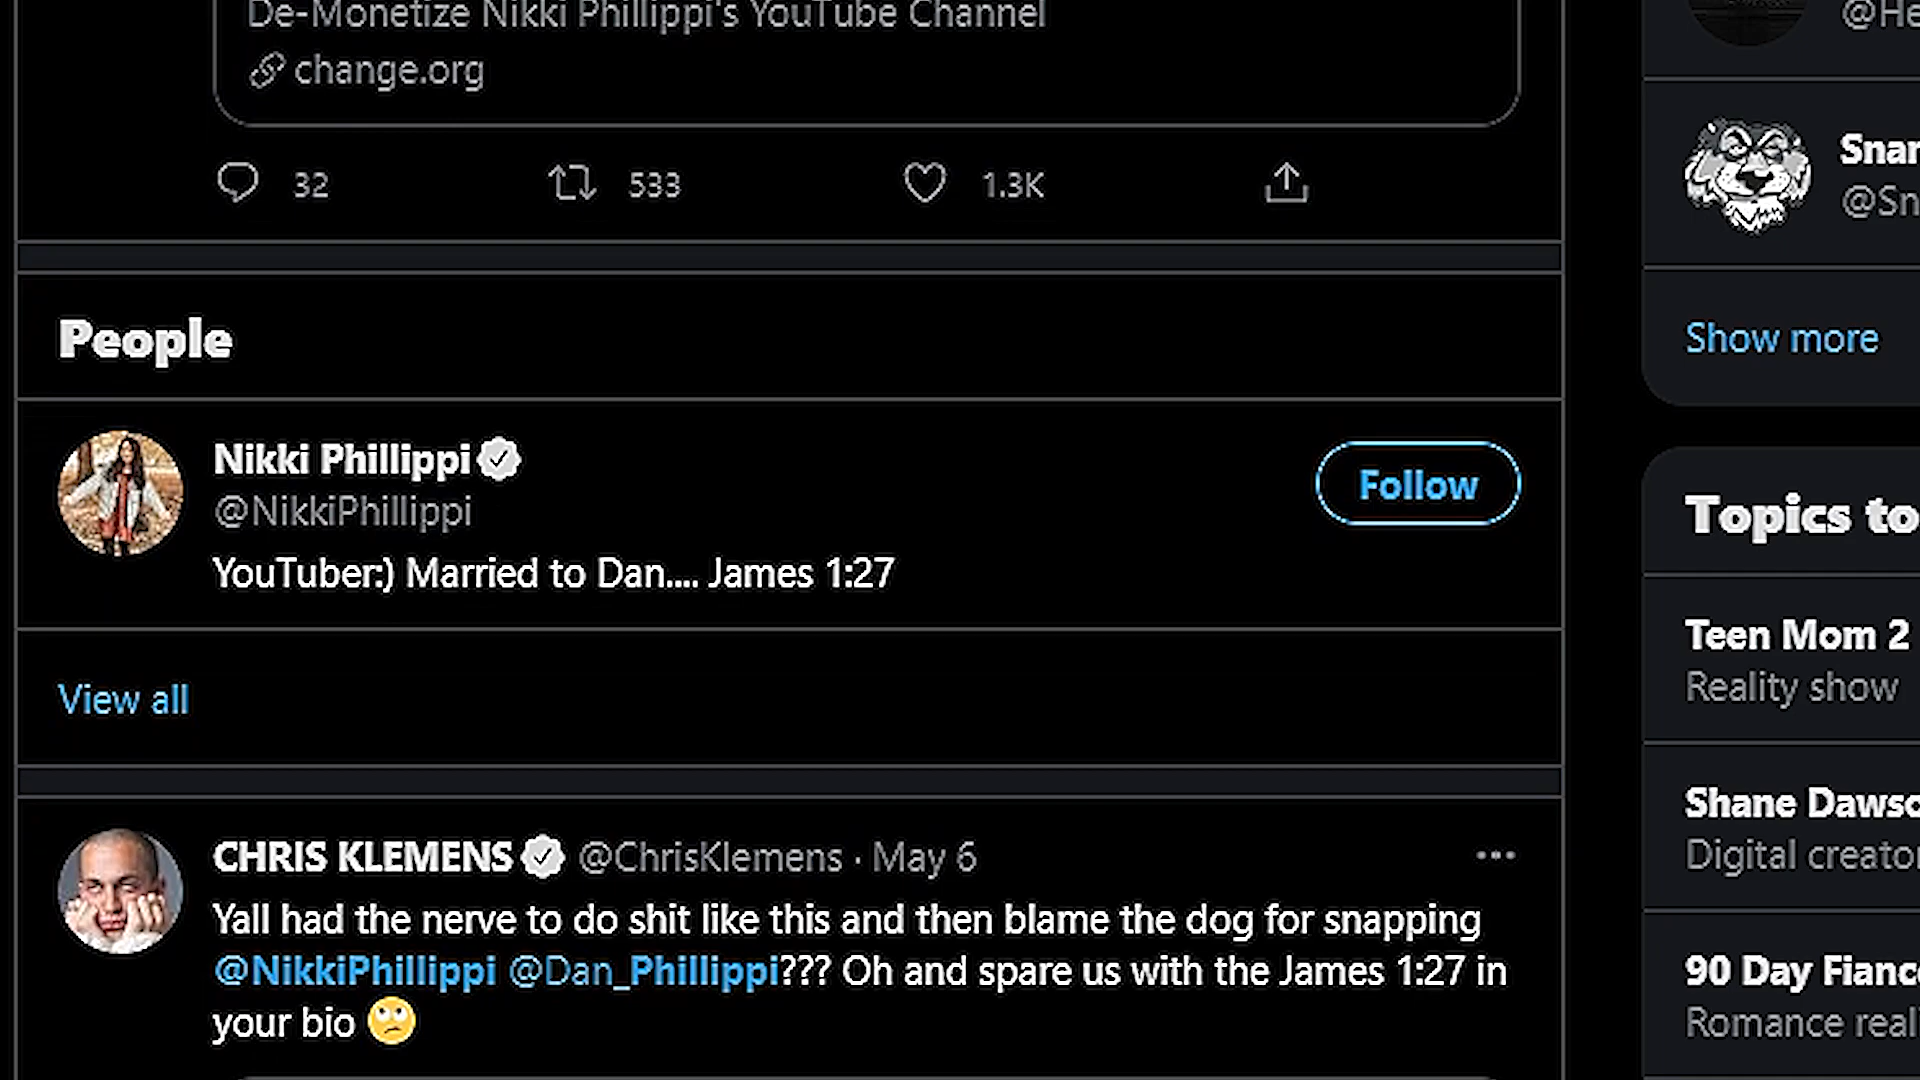 De-Monetize Nikki Phillippi's YouTube Channel
change.org
32 533 1.3K
People
Nikki Phillippi
@NikkiPhillippi
Follow
YouTuber:) Married to Dan.... James 1:27
View all
CHRIS KLEMENS @ChrisKlemens · May 6
Yall had the nerve to do shit like this and then blame the dog for snapping
@NikkiPhillippi @Dan_Phillippi??? Oh and spare us with the James 1:27 in
your bio 🙄
@He
Snar
@Sn
Show more
Topics to
Teen Mom 2
Reality show
Shane Dawso
Digital creator
90 Day Fiance
Romance reali